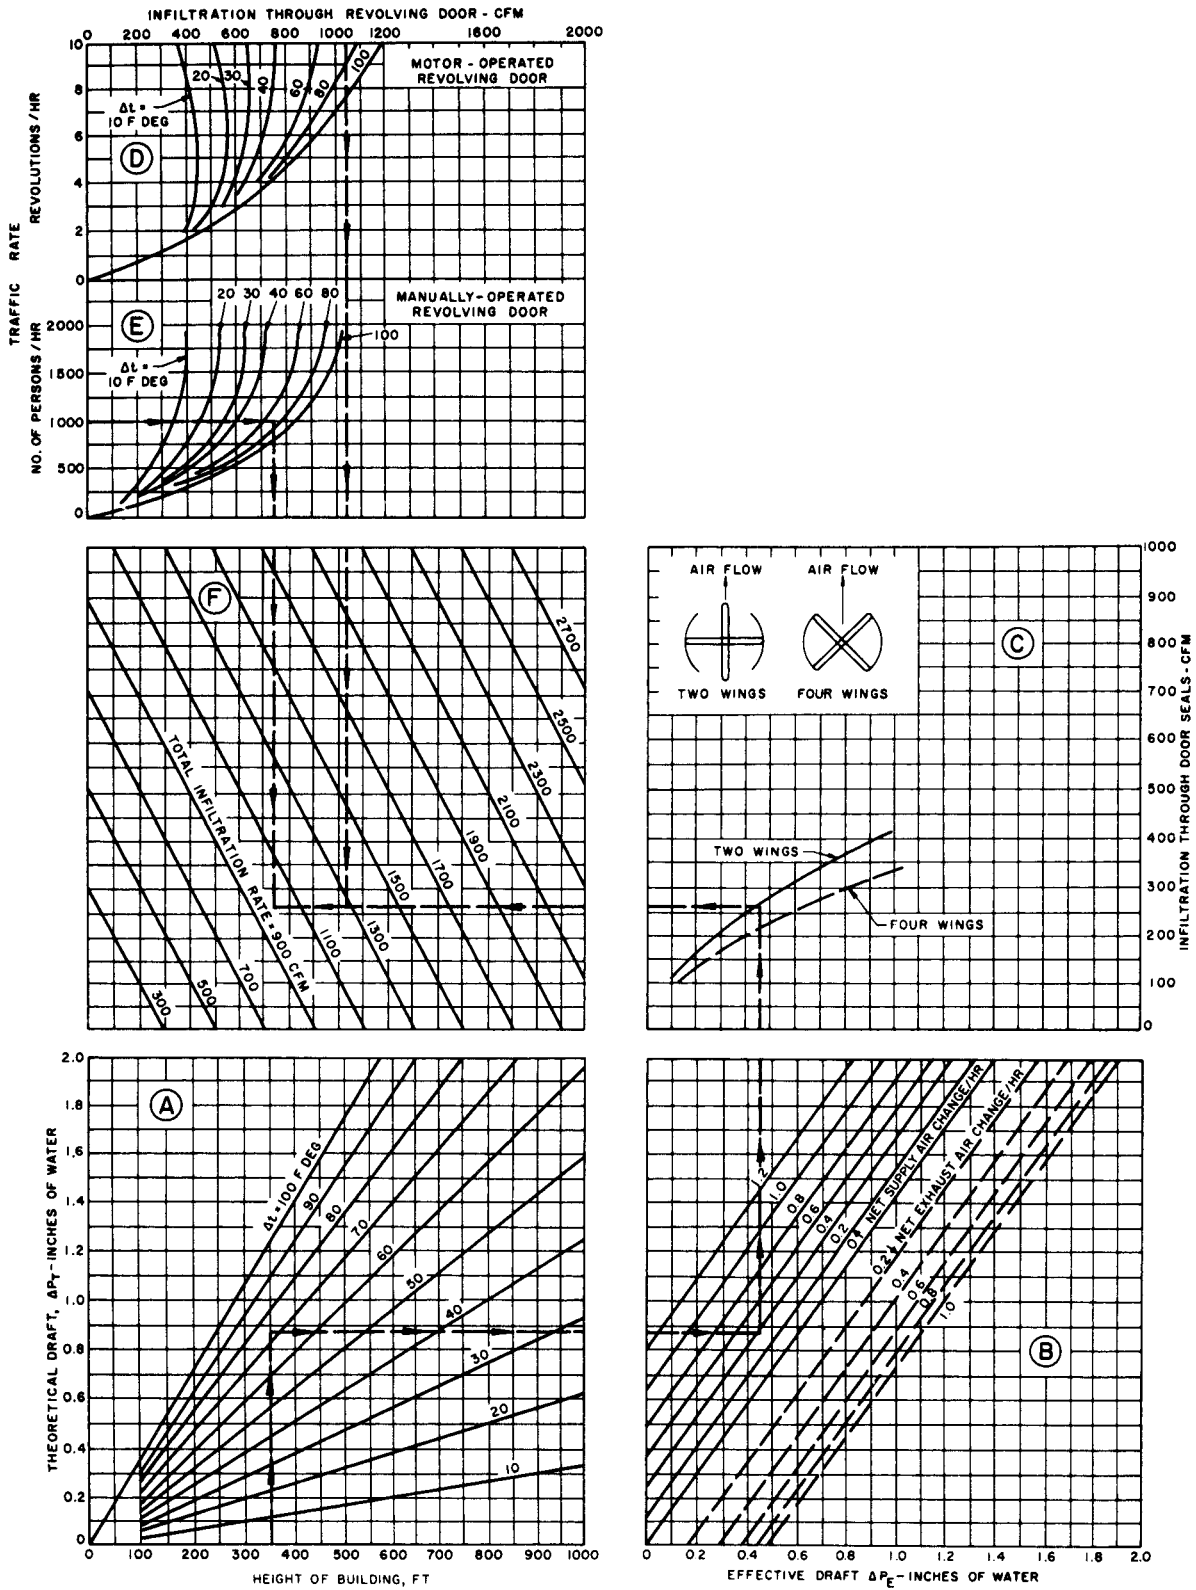 INFILTRATION THROUGH REVOLVING DOOR - CFM
0 200 400 600 800 1000 1200 1600 2000
TRAFFIC RATE
REVOLUTIONS/HR
10
8
6
4
2
0
MOTOR - OPERATED
REVOLVING DOOR
Δt =
10 F DEG
20 30 40 60 80 100
D
NO. OF PERSONS/HR
2000
1500
1000
500
0
MANUALLY-OPERATED
REVOLVING DOOR
20 30 40 60 80
100
E
Δt =
10 F DEG
F
TOTAL INFILTRATION RATE = 900 CFM
300
500
700
1100
1300
1500
1700
1900
2100
2300
2500
2700
AIR FLOW AIR FLOW
TWO WINGS FOUR WINGS
C
TWO WINGS
FOUR WINGS
1000
900
800
700
600
500
400
300
200
100
0
INFILTRATION THROUGH DOOR SEALS - CFM
THEORETICAL DRAFT, ΔPT - INCHES OF WATER
2.0
1.8
1.6
1.4
1.2
1.0
0.8
0.6
0.4
0.2
0
A
Δt = 100 F DEG
90
80
70
60
50
40
30
20
10
0 100 200 300 400 500 600 700 800 900 1000
HEIGHT OF BUILDING, FT
1.2
1.0
0.8
0.6
0.4
0.2
0.4 NET SUPPLY AIR CHANGE/HR
0.2 NET EXHAUST AIR CHANGE/HR
0.4
0.6
0.8
1.0
B
0 0.2 0.4 0.6 0.8 1.0 1.2 1.4 1.6 1.8 2.0
EFFECTIVE DRAFT ΔPE - INCHES OF WATER